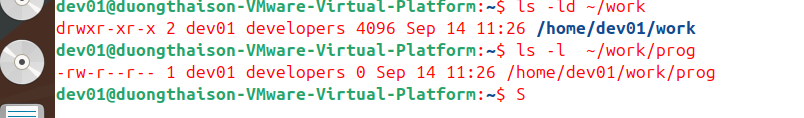 dev01@duongthaison-VMware-Virtual-Platform:~$ ls -ld ~/work
drwxr-xr-x 2 dev01 developers 4096 Sep 14 11:26 /home/dev01/work
dev01@duongthaison-VMware-Virtual-Platform:~$ ls -l  ~/work/prog
-rw-r--r-- 1 dev01 developers 0 Sep 14 11:26 /home/dev01/work/prog
dev01@duongthaison-VMware-Virtual-Platform:~$ S